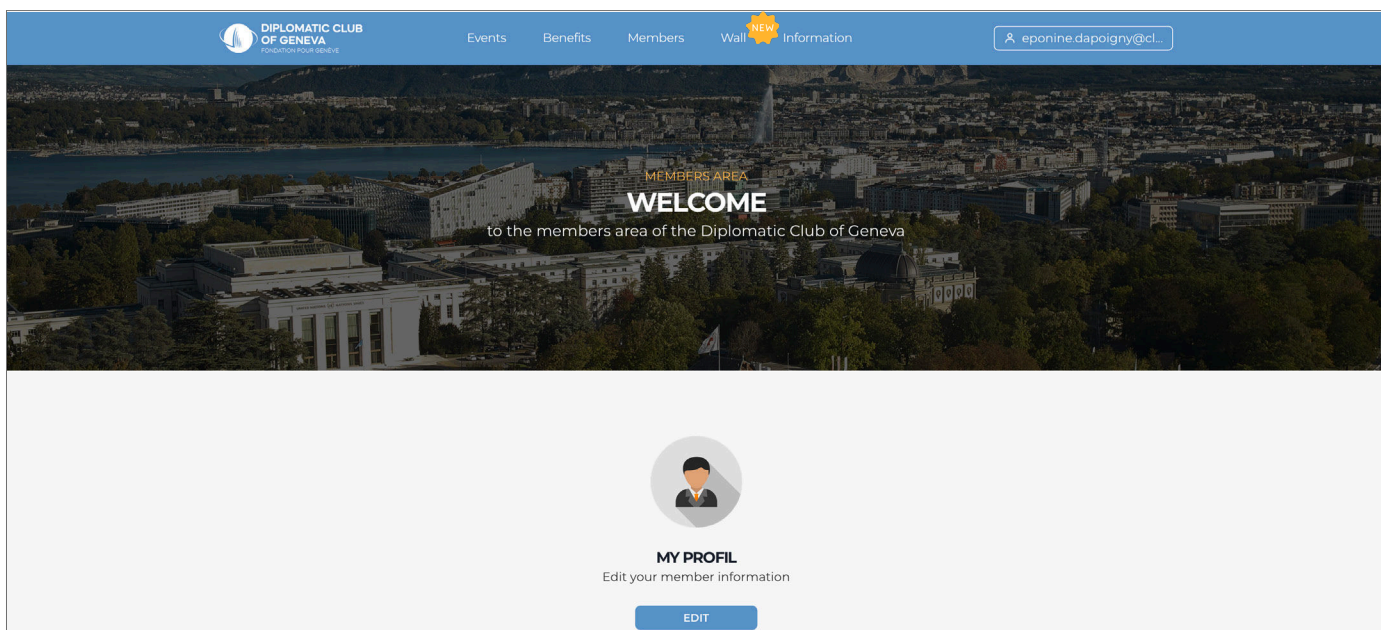 DIPLOMATIC CLUB
OF GENEVA
FONDATION POUR GENÈVE
Events
Benefits
Members
Wall
NEW
Information
eponine.dapoigny@cl...
MEMBERS AREA
WELCOME
to the members area of the Diplomatic Club of Geneva
MY PROFIL
Edit your member information
EDIT